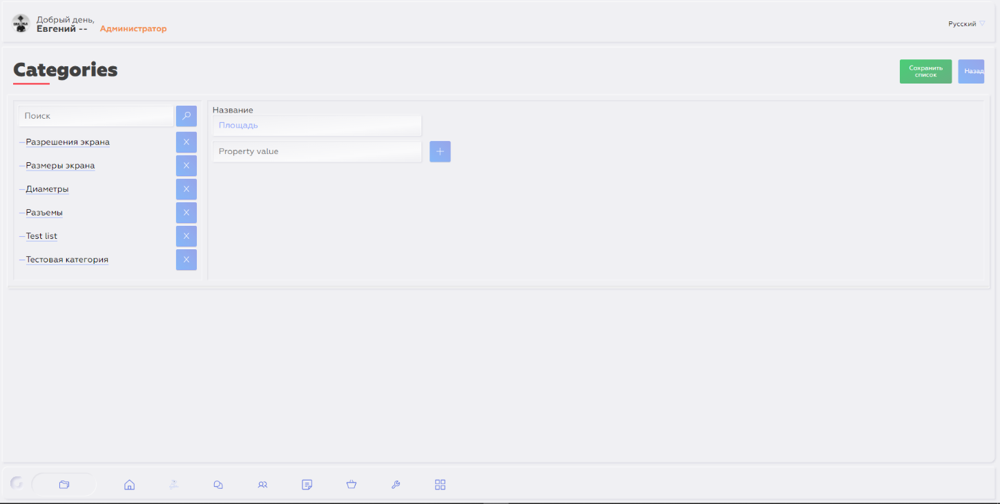 Добрый день,
Евгений -- Администратор
Русский
Categories
Сохранить
список
Назад
Поиск
Разрешения экрана
X
Размеры экрана
X
Диаметры
X
Разъемы
X
Test list
X
Тестовая категория
X
Название
Площадь
Property value
+